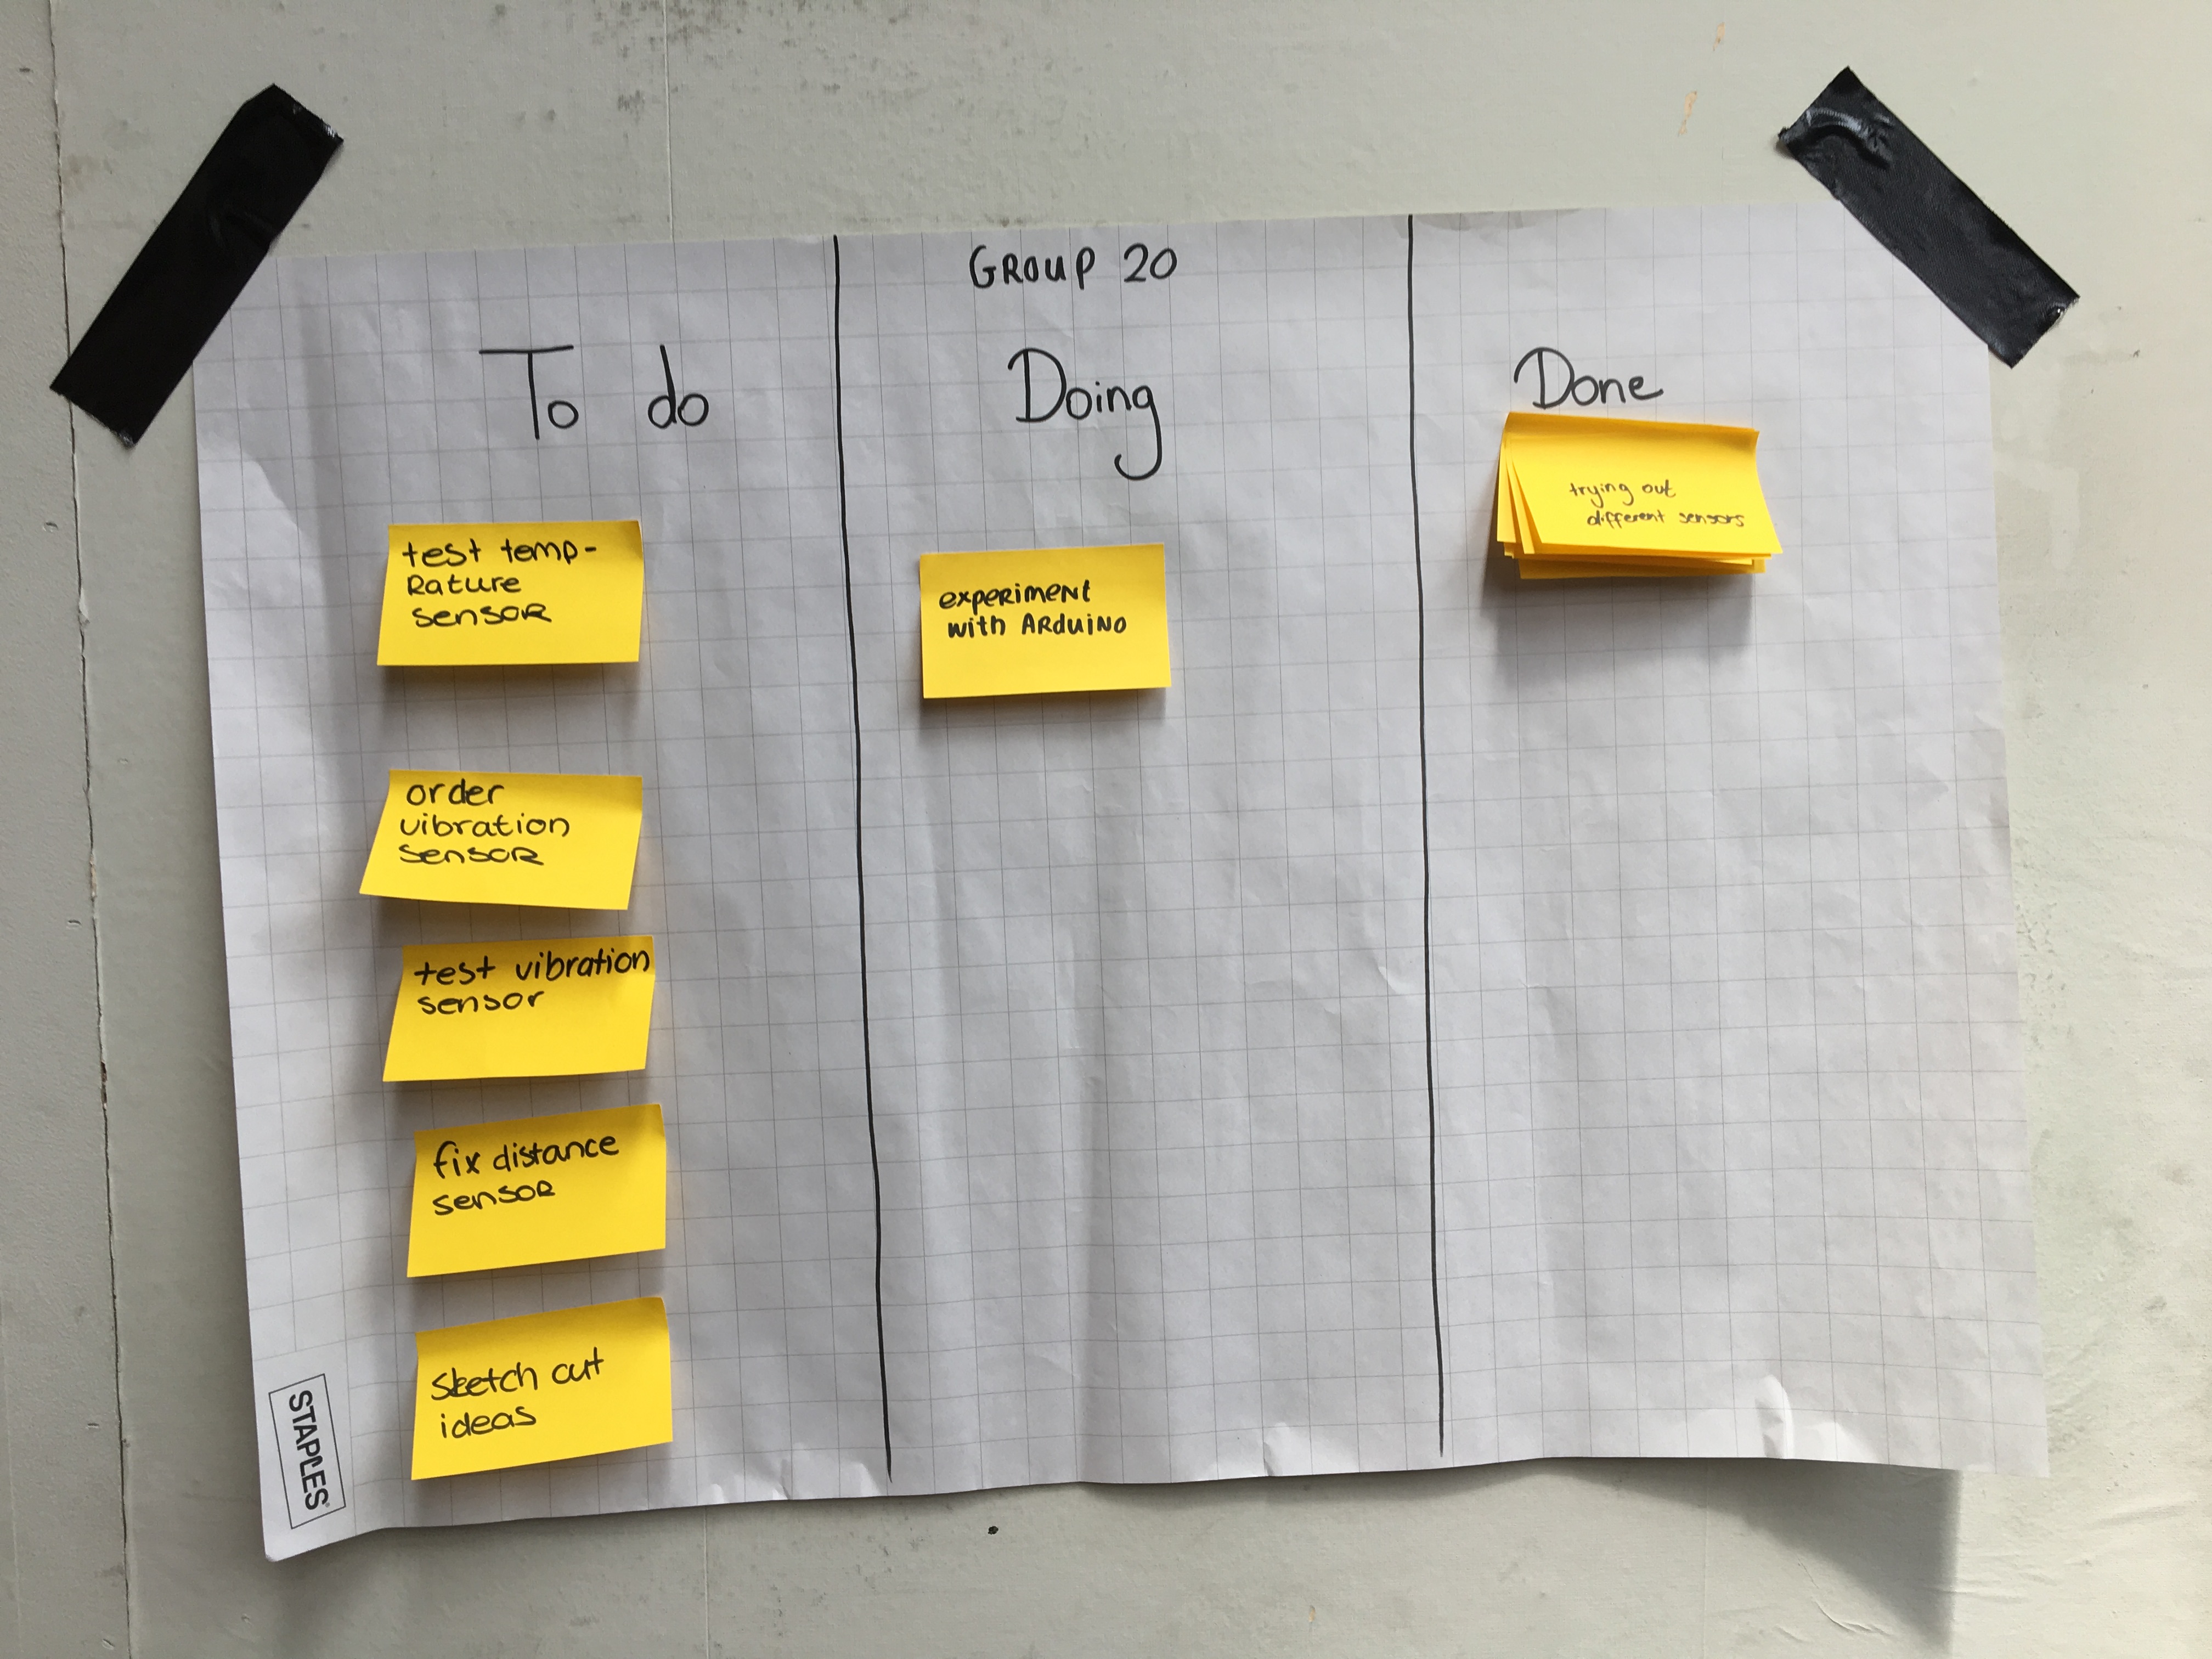 GROUP 20
To do
test temp-
Rature
sensoR
order
vibration
sensoR
test vibration
sensor
fix distance
sensoR
sketch out
ideas
Doing
expeRiment
with ARduiNo
Done
trying out
different sensors
STAPLES